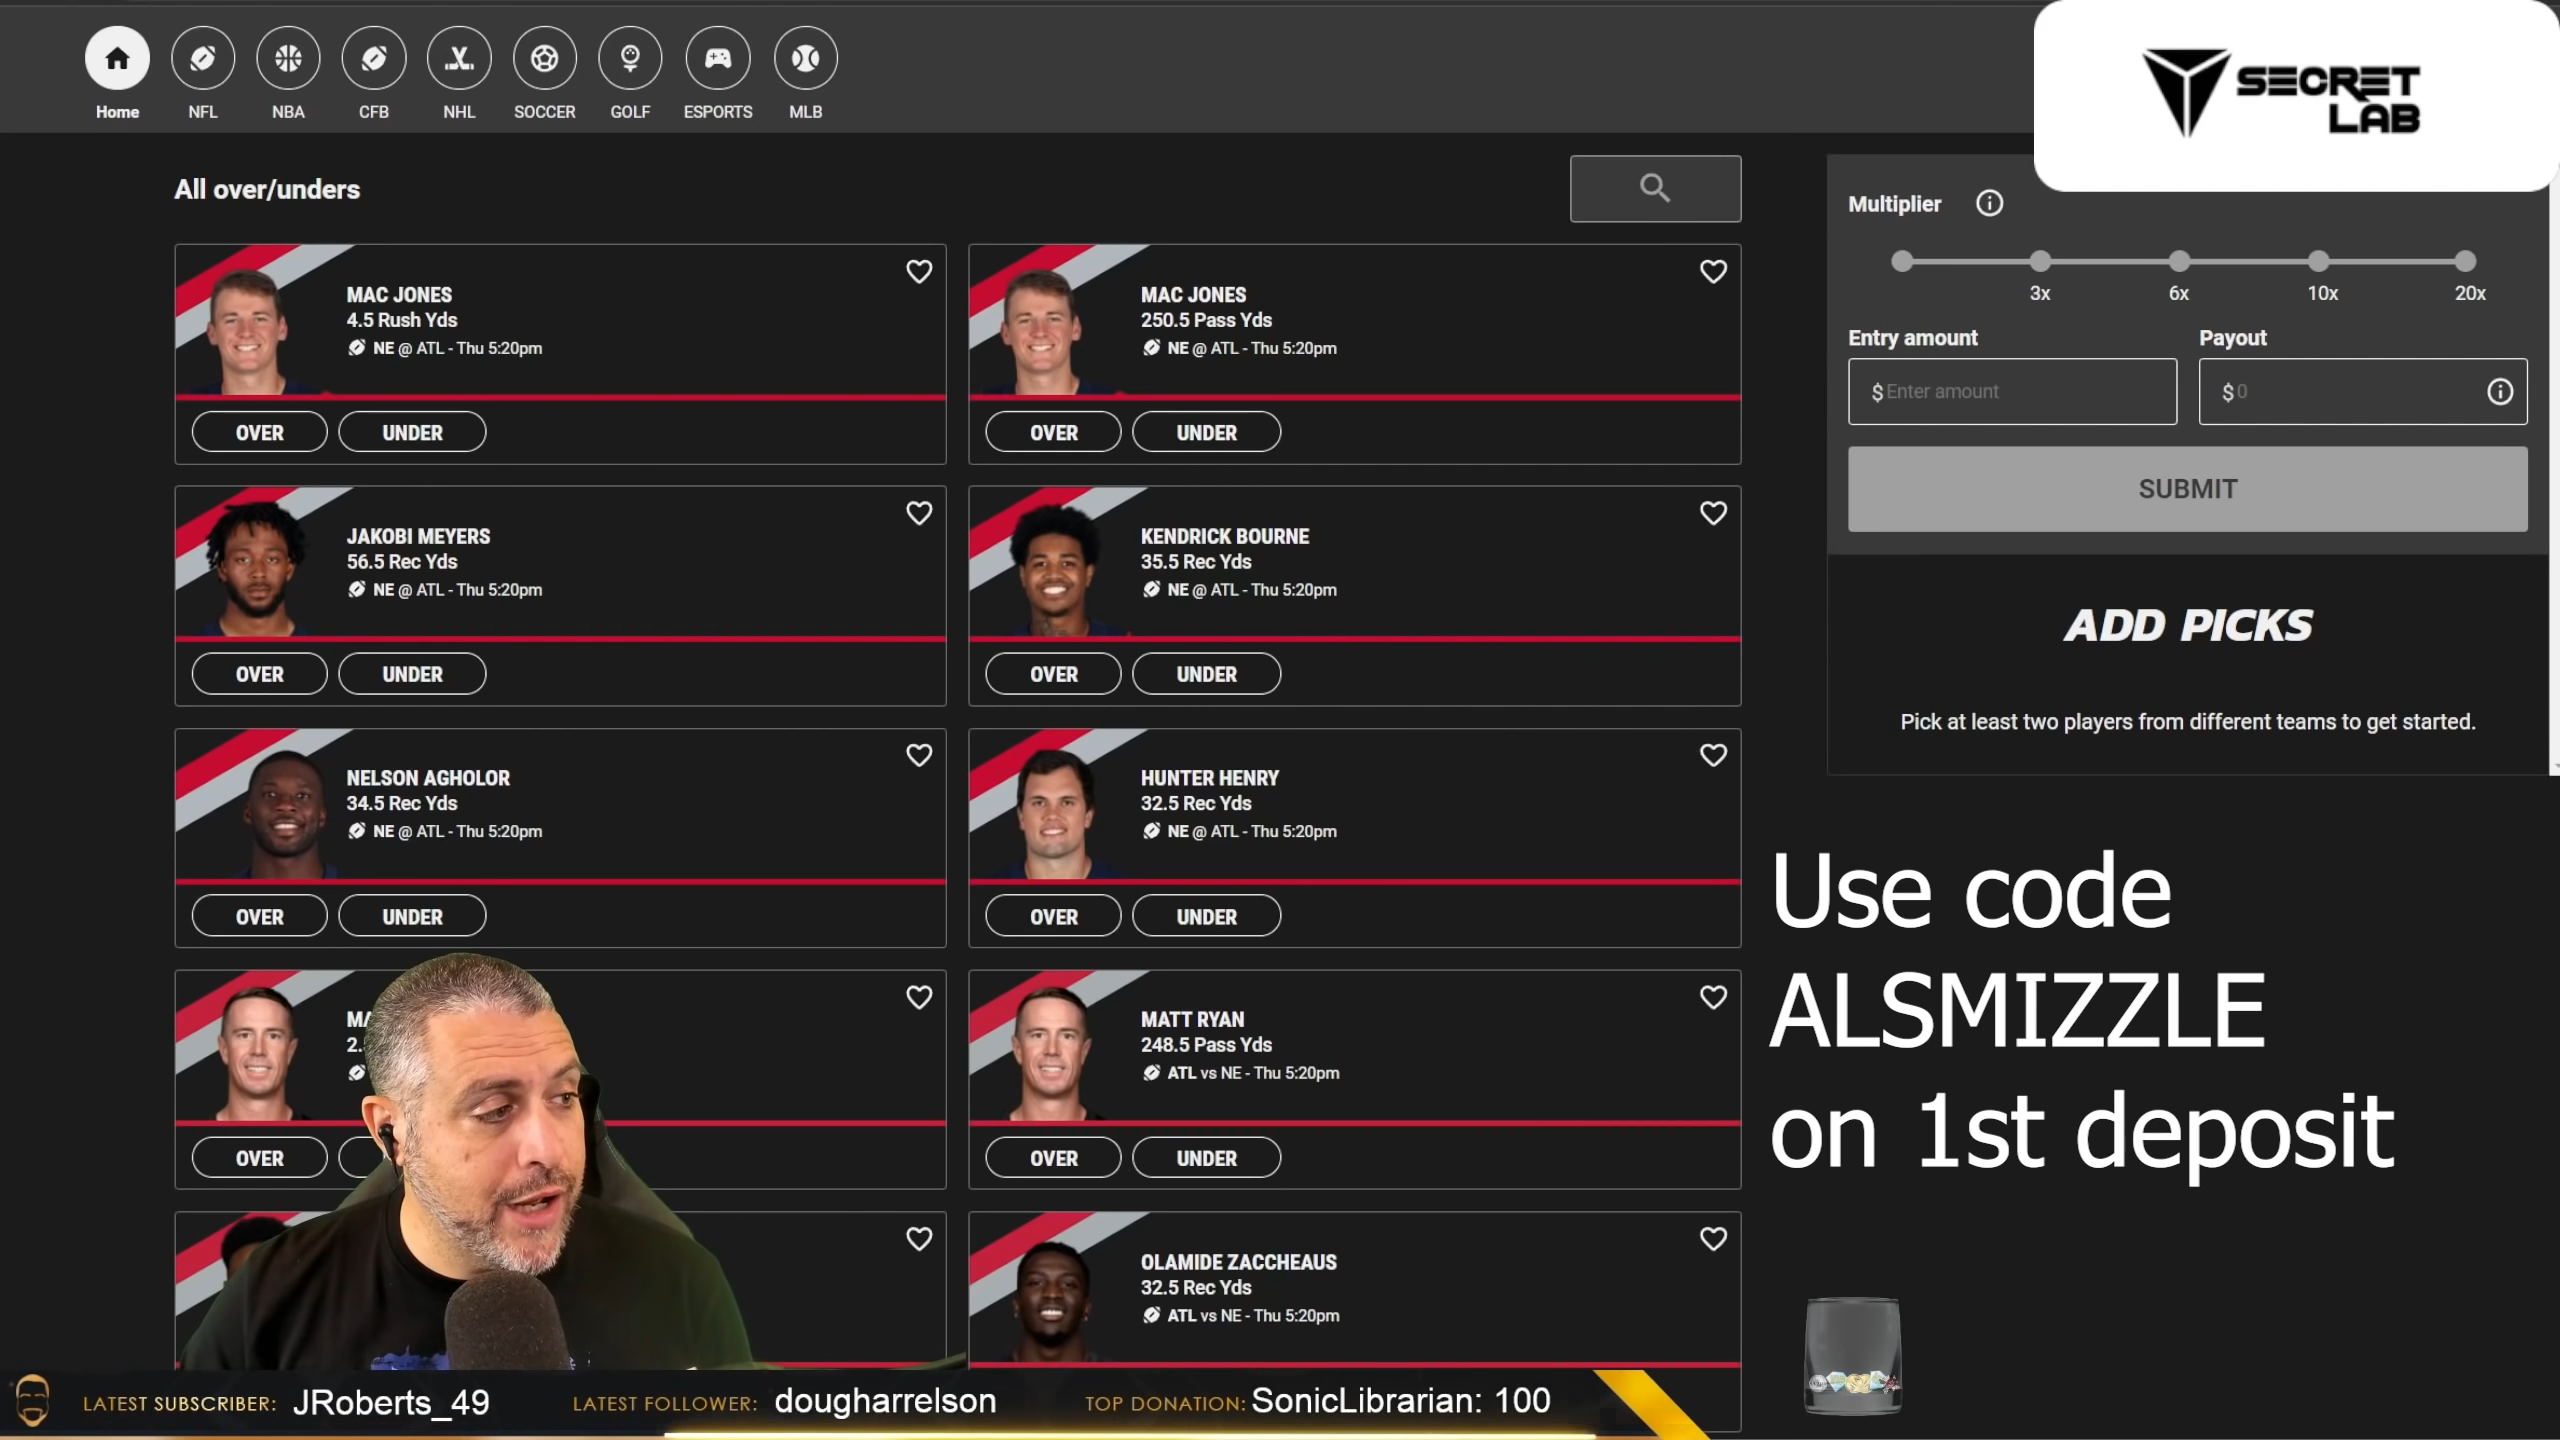 Home
NFL
NBA
CFB
NHL
SOCCER
GOLF
ESPORTS
MLB
SECRET
LAB
All over/unders
MAC JONES
4.5 Rush Yds
NE @ ATL - Thu 5:20pm
OVER
UNDER
MAC JONES
250.5 Pass Yds
NE @ ATL - Thu 5:20pm
OVER
UNDER
JAKOBI MEYERS
56.5 Rec Yds
NE @ ATL - Thu 5:20pm
OVER
UNDER
KENDRICK BOURNE
35.5 Rec Yds
NE @ ATL - Thu 5:20pm
OVER
UNDER
NELSON AGHOLOR
34.5 Rec Yds
NE @ ATL - Thu 5:20pm
OVER
UNDER
HUNTER HENRY
32.5 Rec Yds
NE @ ATL - Thu 5:20pm
OVER
UNDER
OVER
MATT RYAN
248.5 Pass Yds
ATL vs NE - Thu 5:20pm
OVER
UNDER
OLAMIDE ZACCHEAUS
32.5 Rec Yds
ATL vs NE - Thu 5:20pm
Multiplier
3x 6x 10x 20x
Entry amount
Payout
$ Enter amount
$ 0
SUBMIT
ADD PICKS
Pick at least two players from different teams to get started.
Use code
ALSMIZZLE
on 1st deposit
LATEST SUBSCRIBER: JRoberts_49
LATEST FOLLOWER: dougharrelson
TOP DONATION: SonicLibrarian: 100